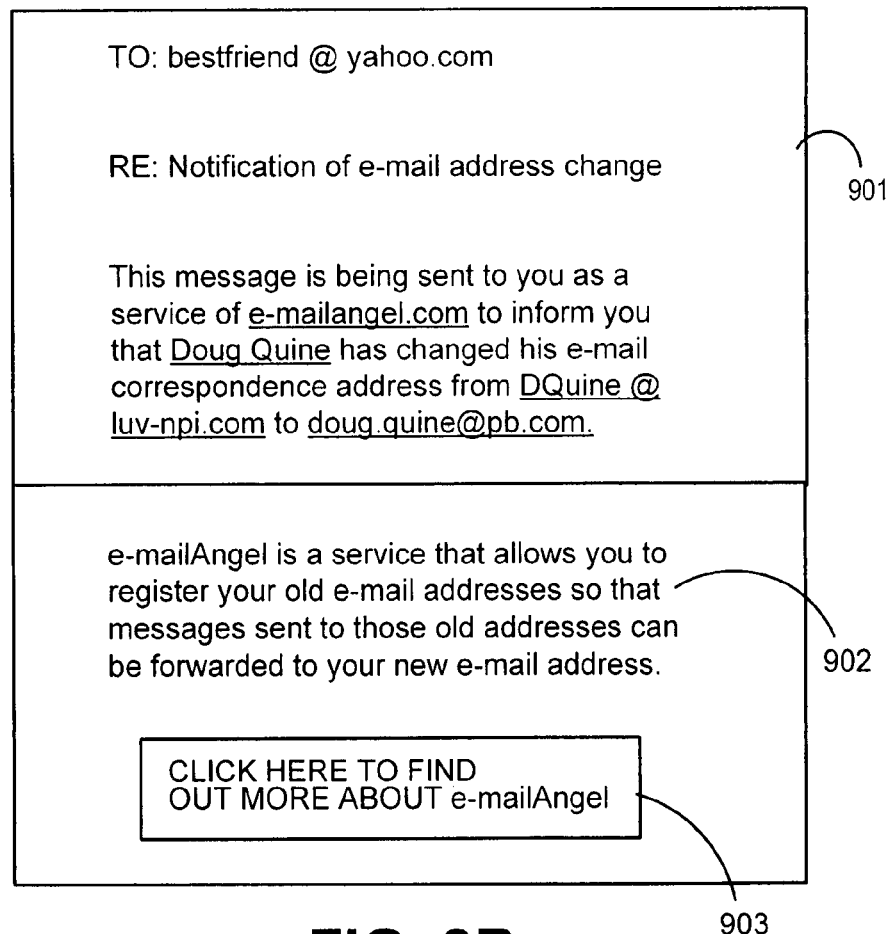 TO: bestfriend @ yahoo.com
RE: Notification of e-mail address change
901
This message is being sent to you as a
service of e-mailangel.com to inform you
that Doug Quine has changed his e-mail
correspondence address from DQuine @
luv-npi.com to doug.quine@pb.com.
e-mailAngel is a service that allows you to
register your old e-mail addresses so that
messages sent to those old addresses can
be forwarded to your new e-mail address.
902
CLICK HERE TO FIND
OUT MORE ABOUT e-mailAngel
903